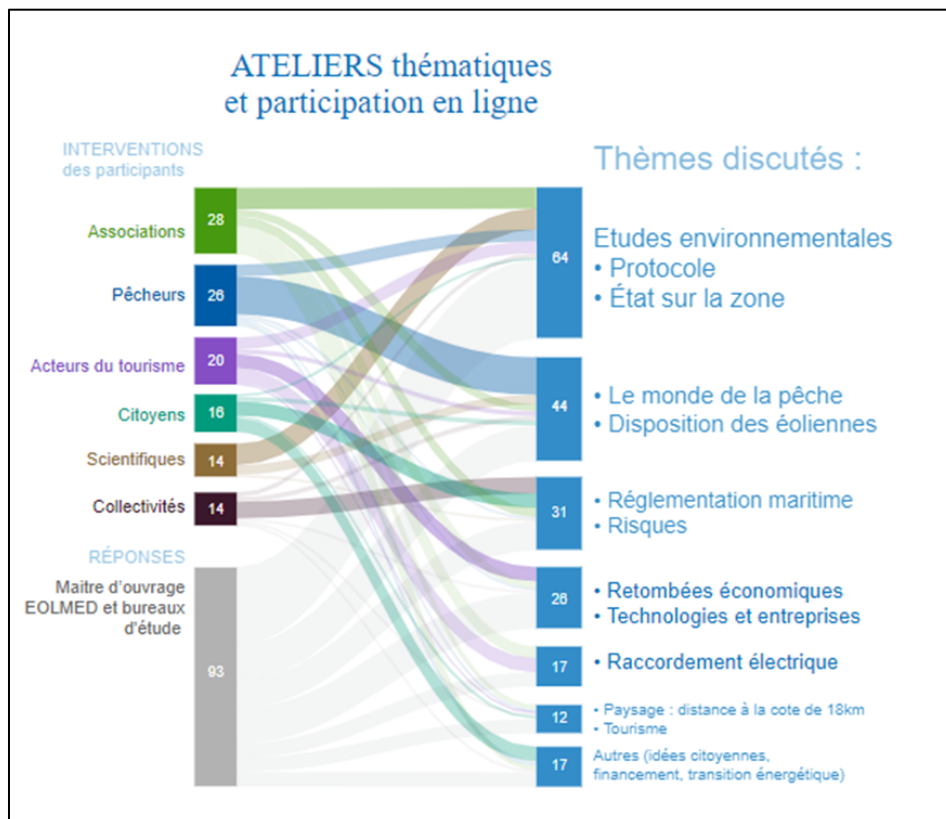 ATELIERS thématiques
et participation en ligne
INTERVENTIONS
des participants
Associations
28
Pêcheurs
26
Acteurs du tourisme
20
Citoyens
16
Scientifiques
14
Collectivités
14
RÉPONSES
Maitre d'ouvrage
EOLMED et bureaux
d'étude
93
Thèmes discutés :
64
Etudes environnementales
• Protocole
• État sur la zone
44
• Le monde de la pêche
• Disposition des éoliennes
31
• Réglementation maritime
• Risques
26
• Retombées économiques
• Technologies et entreprises
17
• Raccordement électrique
12
• Paysage : distance à la cote de 18km
• Tourisme
17
Autres (idées citoyennes,
financement, transition énergétique)